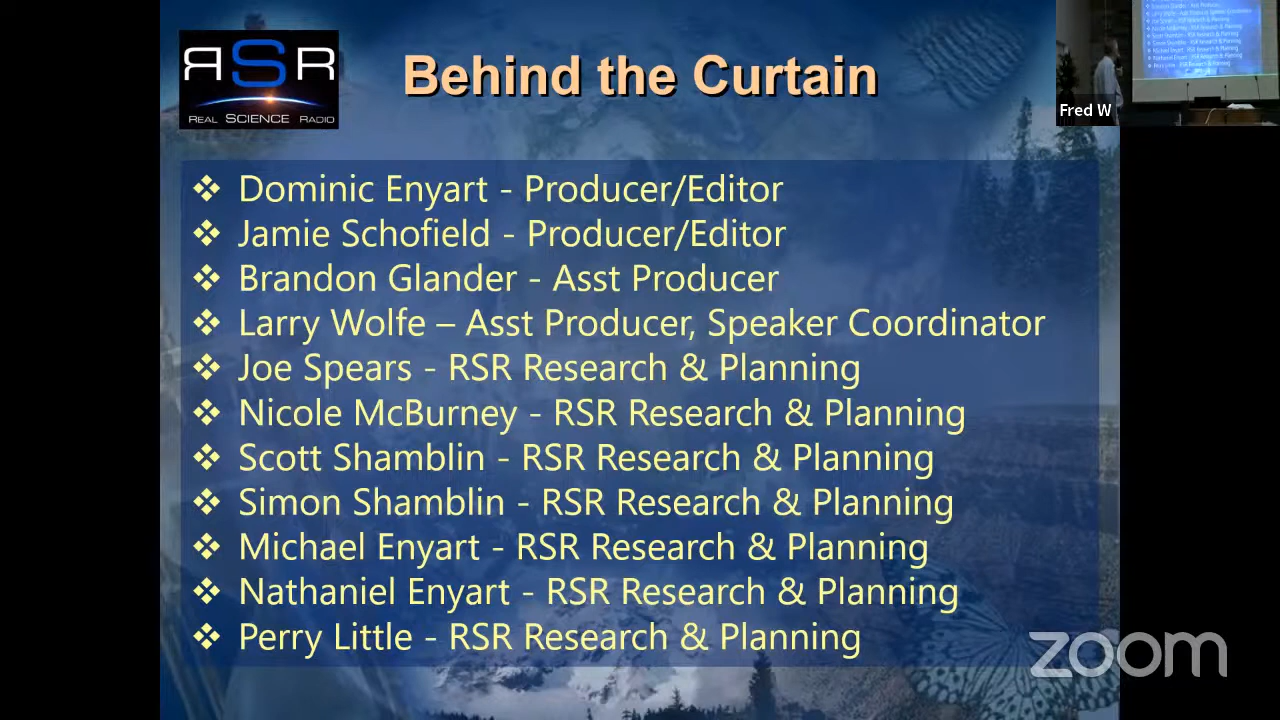 RSR
REAL SCIENCE RADIO
Behind the Curtain
Fred W
❖ Dominic Enyart - Producer/Editor
❖ Jamie Schofield - Producer/Editor
❖ Brandon Glander - Asst Producer
❖ Larry Wolfe – Asst Producer, Speaker Coordinator
❖ Joe Spears - RSR Research & Planning
❖ Nicole McBurney - RSR Research & Planning
❖ Scott Shamblin - RSR Research & Planning
❖ Simon Shamblin - RSR Research & Planning
❖ Michael Enyart - RSR Research & Planning
❖ Nathaniel Enyart - RSR Research & Planning
❖ Perry Little - RSR Research & Planning
zoom